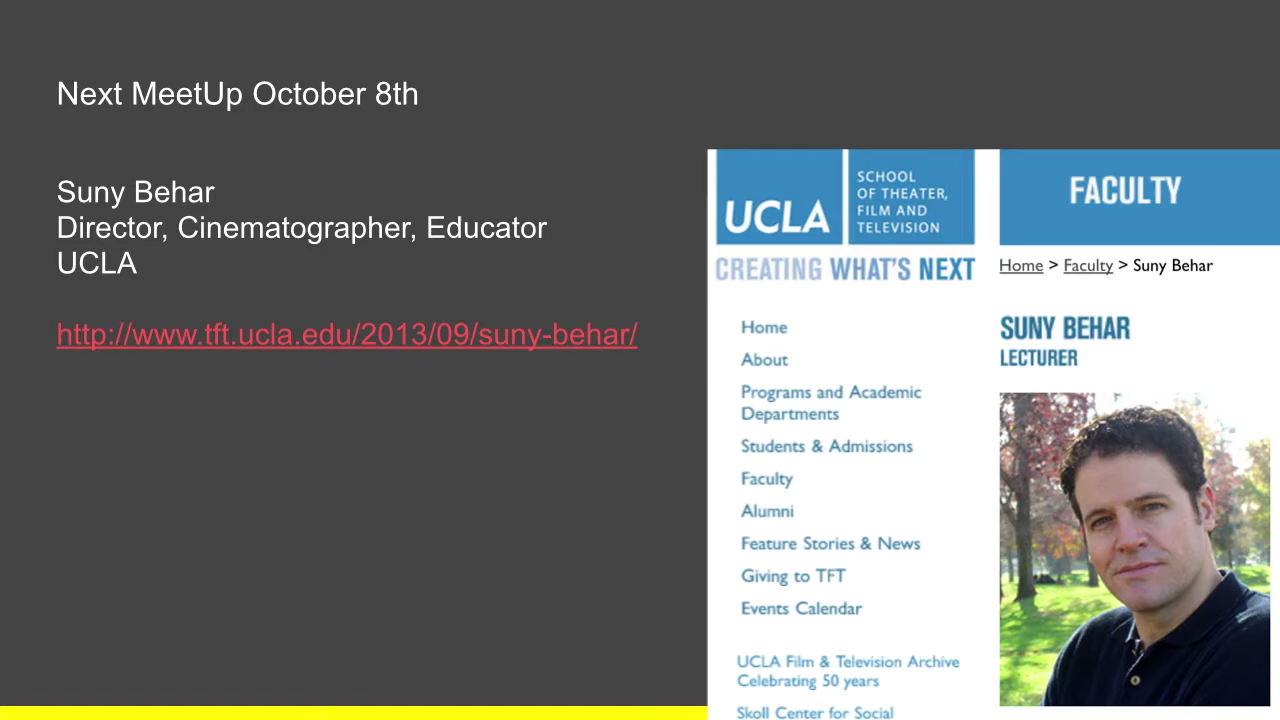 Next MeetUp October 8th
Suny Behar
Director, Cinematographer, Educator
UCLA
http://www.tft.ucla.edu/2013/09/suny-behar/
UCLA
SCHOOL
OF THEATER,
FILM AND
TELEVISION
CREATING WHAT'S NEXT
FACULTY
Home > Faculty > Suny Behar
Home
About
Programs and Academic
Departments
Students & Admissions
Faculty
Alumni
Feature Stories & News
Giving to TFT
Events Calendar
UCLA Film & Television Archive
Celebrating 50 years
Skoll Center for Social
SUNY BEHAR
LECTURER